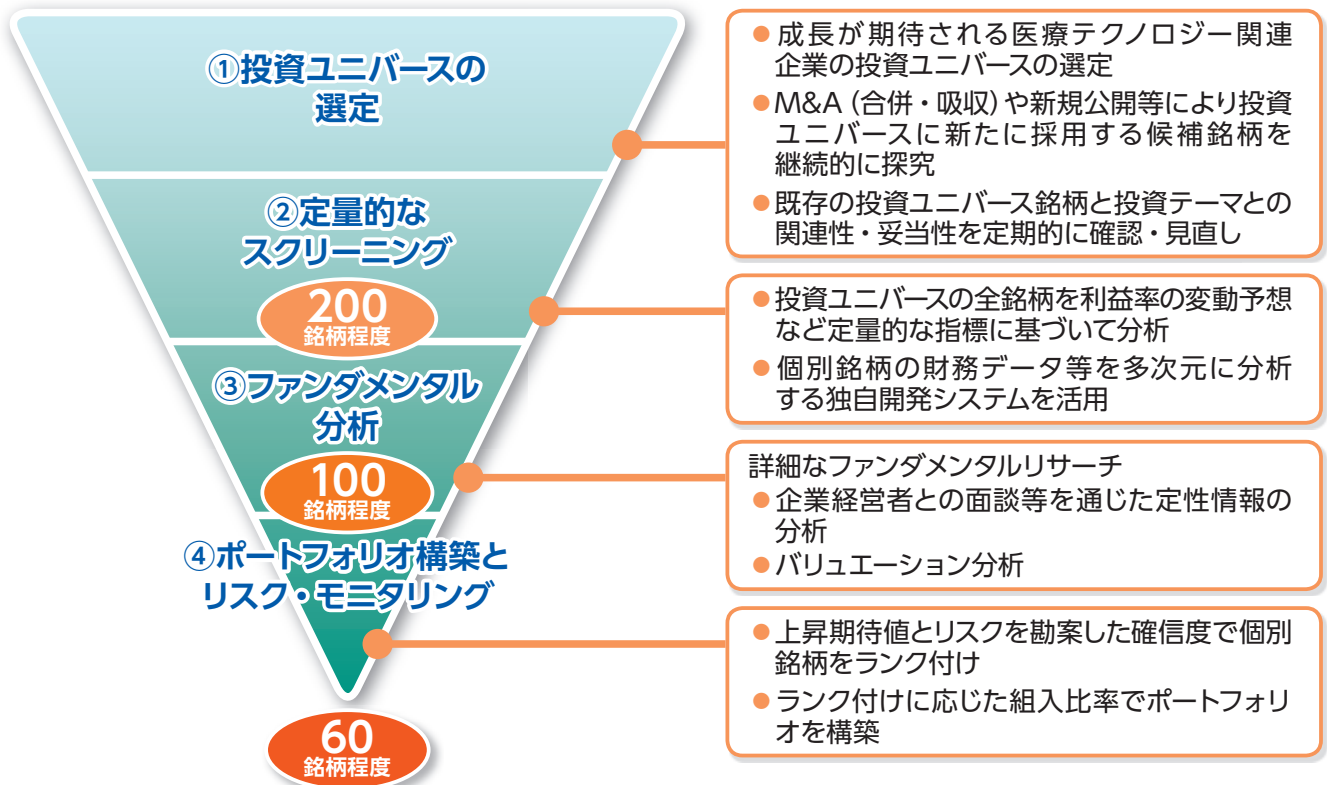 ①投資ユニバースの
選定
②定量的な
スクリーニング
200
銘柄程度
③ファンダメンタル
分析
100
銘柄程度
④ポートフォリオ構築と
リスク・モニタリング
60
銘柄程度
●成長が期待される医療テクノロジー関連
企業の投資ユニバースの選定
●M&A（合併・吸収）や新規公開等により投資
ユニバースに新たに採用する候補銘柄を
継続的に探究
●既存の投資ユニバース銘柄と投資テーマとの
関連性・妥当性を定期的に確認・見直し
●投資ユニバースの全銘柄を利益率の変動予想
など定量的な指標に基づいて分析
●個別銘柄の財務データ等を多次元に分析
する独自開発システムを活用
詳細なファンダメンタルリサーチ
●企業経営者との面談等を通じた定性情報の
分析
●バリュエーション分析
●上昇期待値とリスクを勘案した確信度で個別
銘柄をランク付け
●ランク付けに応じた組入比率でポートフォリ
オを構築